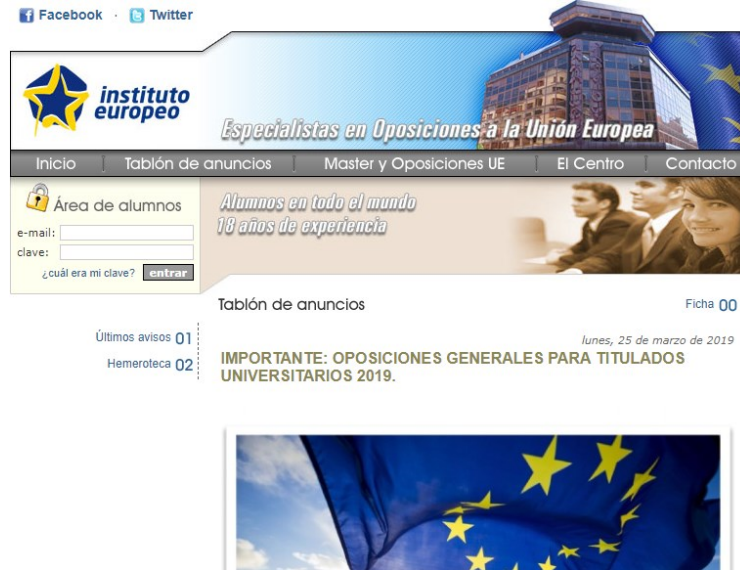 Facebook · Twitter
instituto
europeo
Especialistas en Oposiciones a la Unión Europea
Inicio Tablón de anuncios Master y Oposiciones UE El Centro Contacto
Área de alumnos
e-mail:
clave:
¿cuál era mi clave? entrar
Alumnos en todo el mundo
18 años de experiencia
Tablón de anuncios
Ficha 00
Últimos avisos 01
Hemeroteca 02
lunes, 25 de marzo de 2019
IMPORTANTE: OPOSICIONES GENERALES PARA TITULADOS
UNIVERSITARIOS 2019.